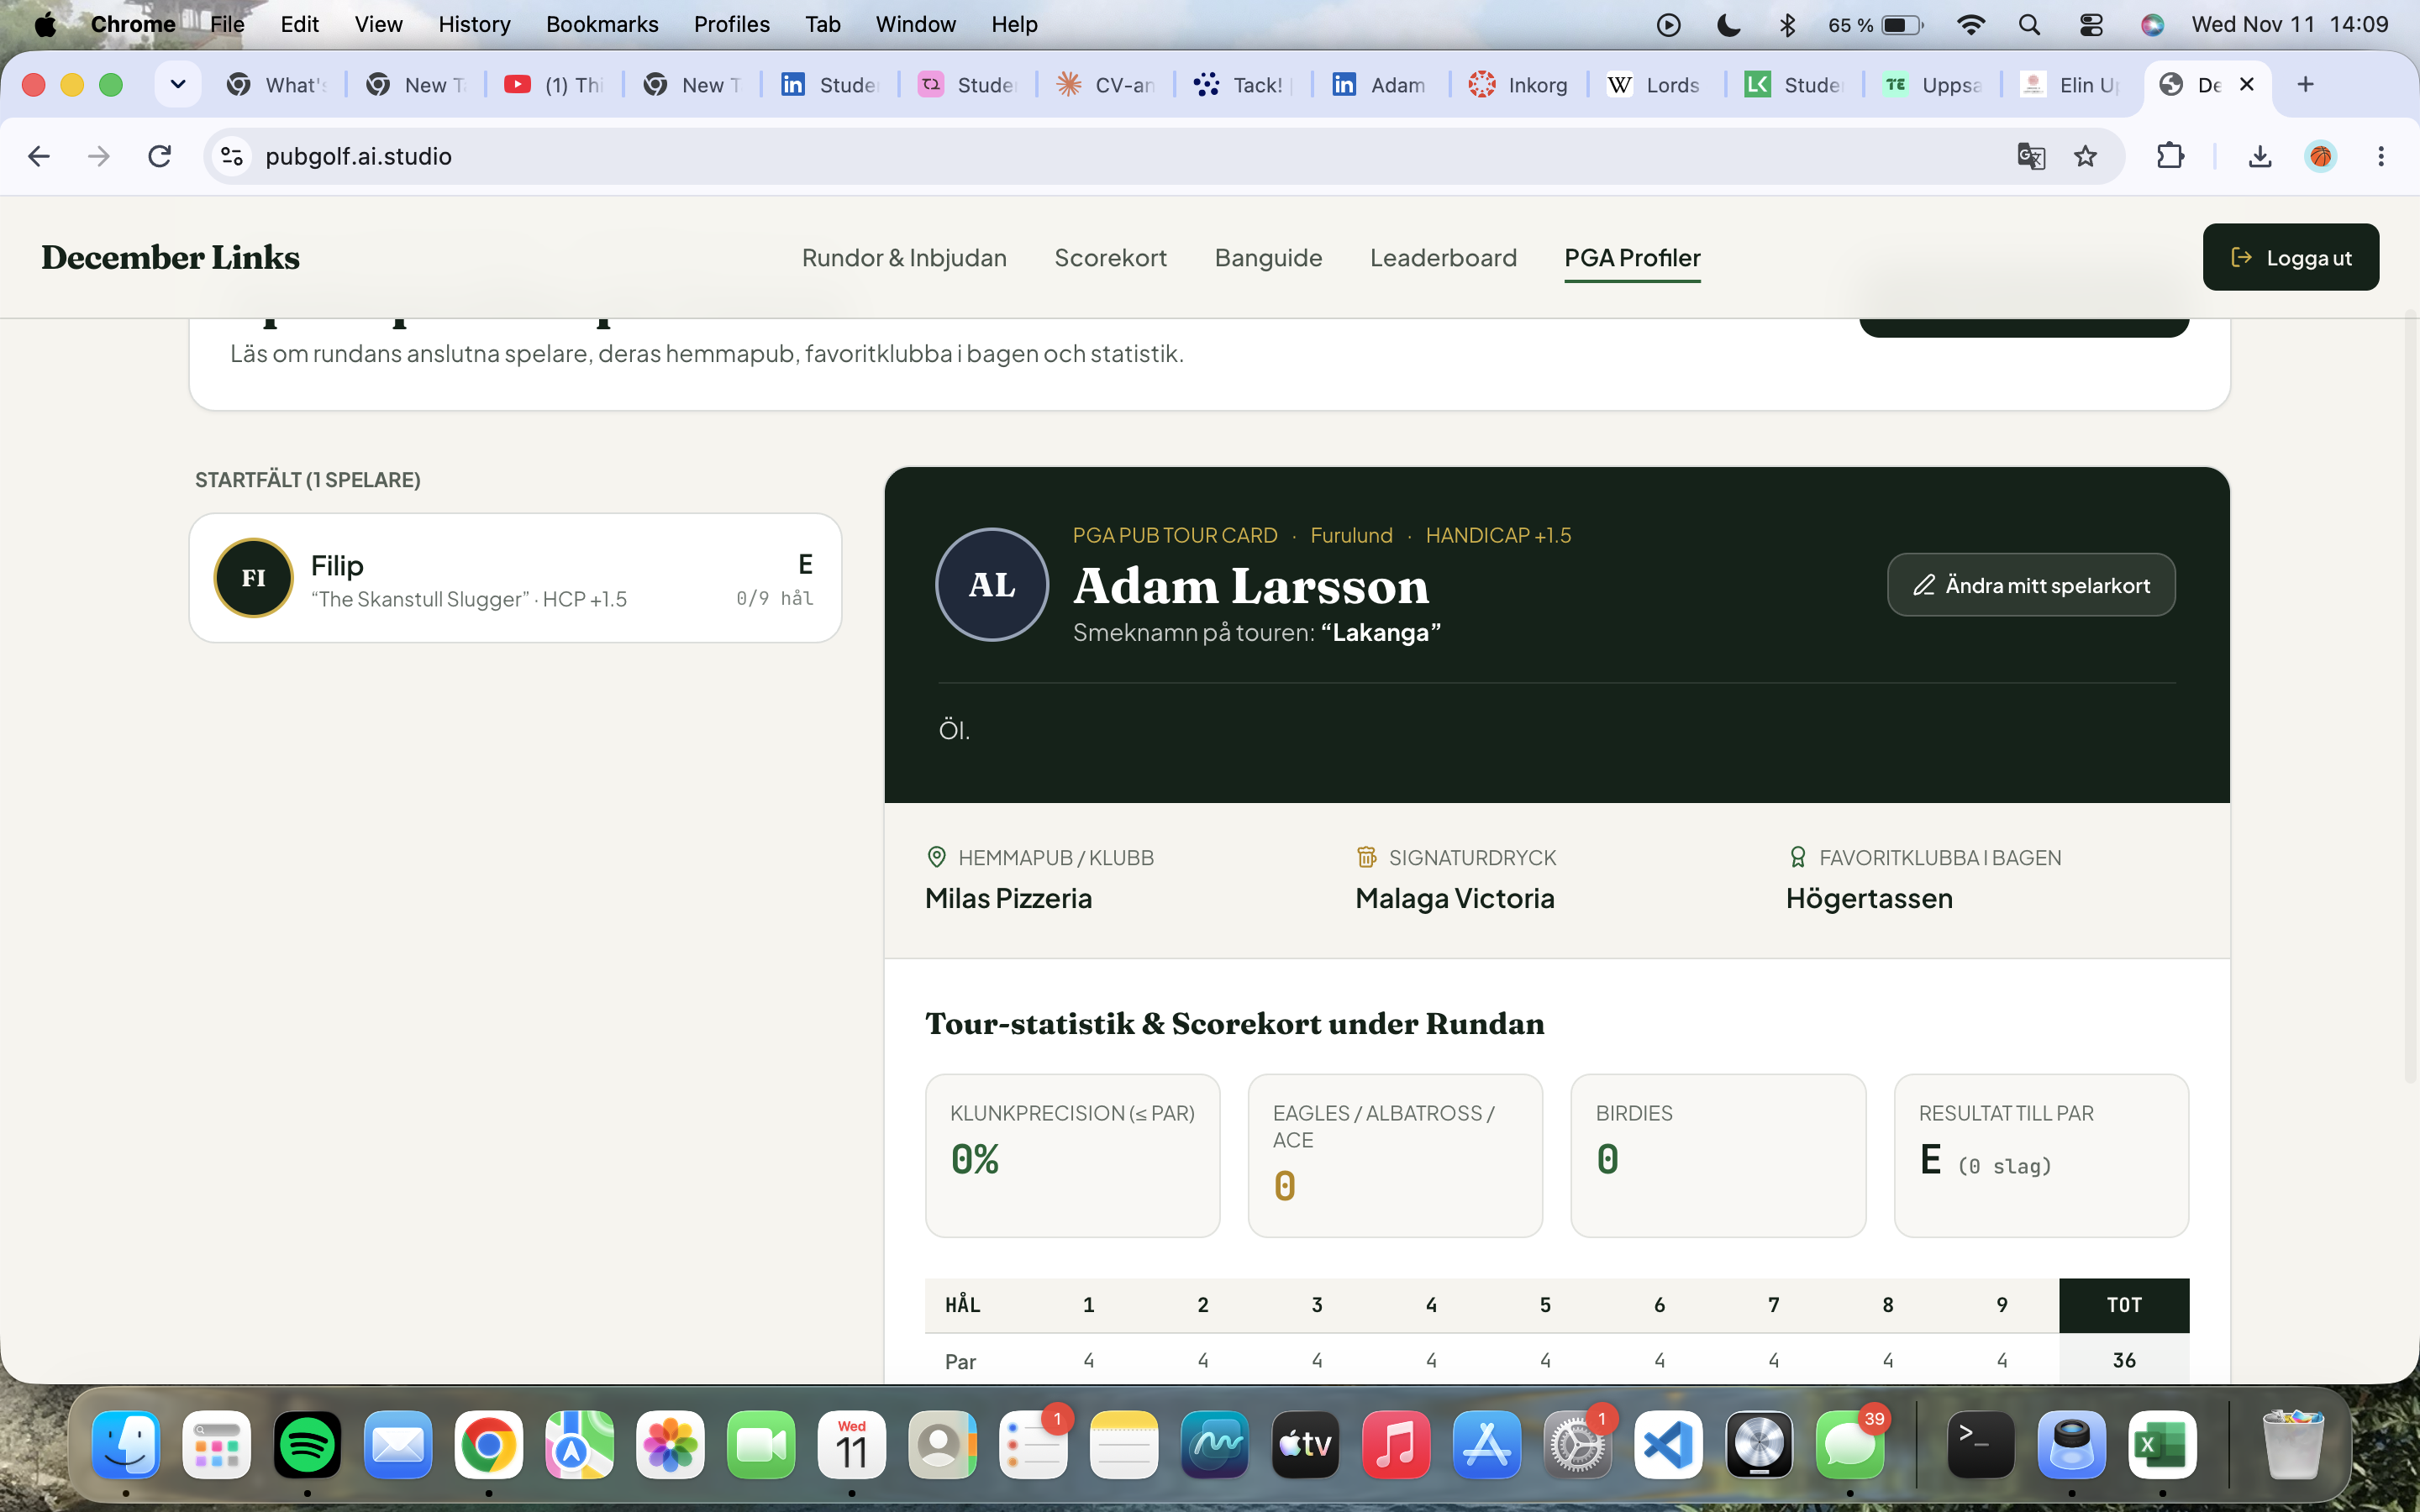 Chrome File Edit View History Bookmarks Profiles Tab Window Help 65 % Wed Nov 11 14:09
What's New T (1) Thi New T Studer Studer CV-an Tack! Adam Inkorg Lords Studer Uppsa Elin Up De
pubgolf.ai.studio
December Links Rundor & Inbjudan Scorekort Banguide Leaderboard PGA Profiler Logga ut
Läs om rundans anslutna spelare, deras hemmapub, favoritklubba i bagen och statistik.
STARTFÄLT (1 SPELARE)
FI Filip E
“The Skanstull Slugger” · HCP +1.5 0/9 hål
PGA PUB TOUR CARD · Furulund · HANDICAP +1.5
AL Adam Larsson
Smeknamn på touren: “Lakanga”
Ändra mitt spelarkort
Öl.
HEMMAPUB / KLUBB
Milas Pizzeria
SIGNATURDRYCK
Malaga Victoria
FAVORITKLUBBA I BAGEN
Högertassen
Tour-statistik & Scorekort under Rundan
KLUNKPRECISION (≤ PAR)
0%
EAGLES / ALBATROSS /
ACE
0
BIRDIES
0
RESULTAT TILL PAR
E (0 slag)
HÅL 1 2 3 4 5 6 7 8 9 TOT
Par 4 4 4 4 4 4 4 4 4 36
Wed
11
1
tv
1
39
>_
X